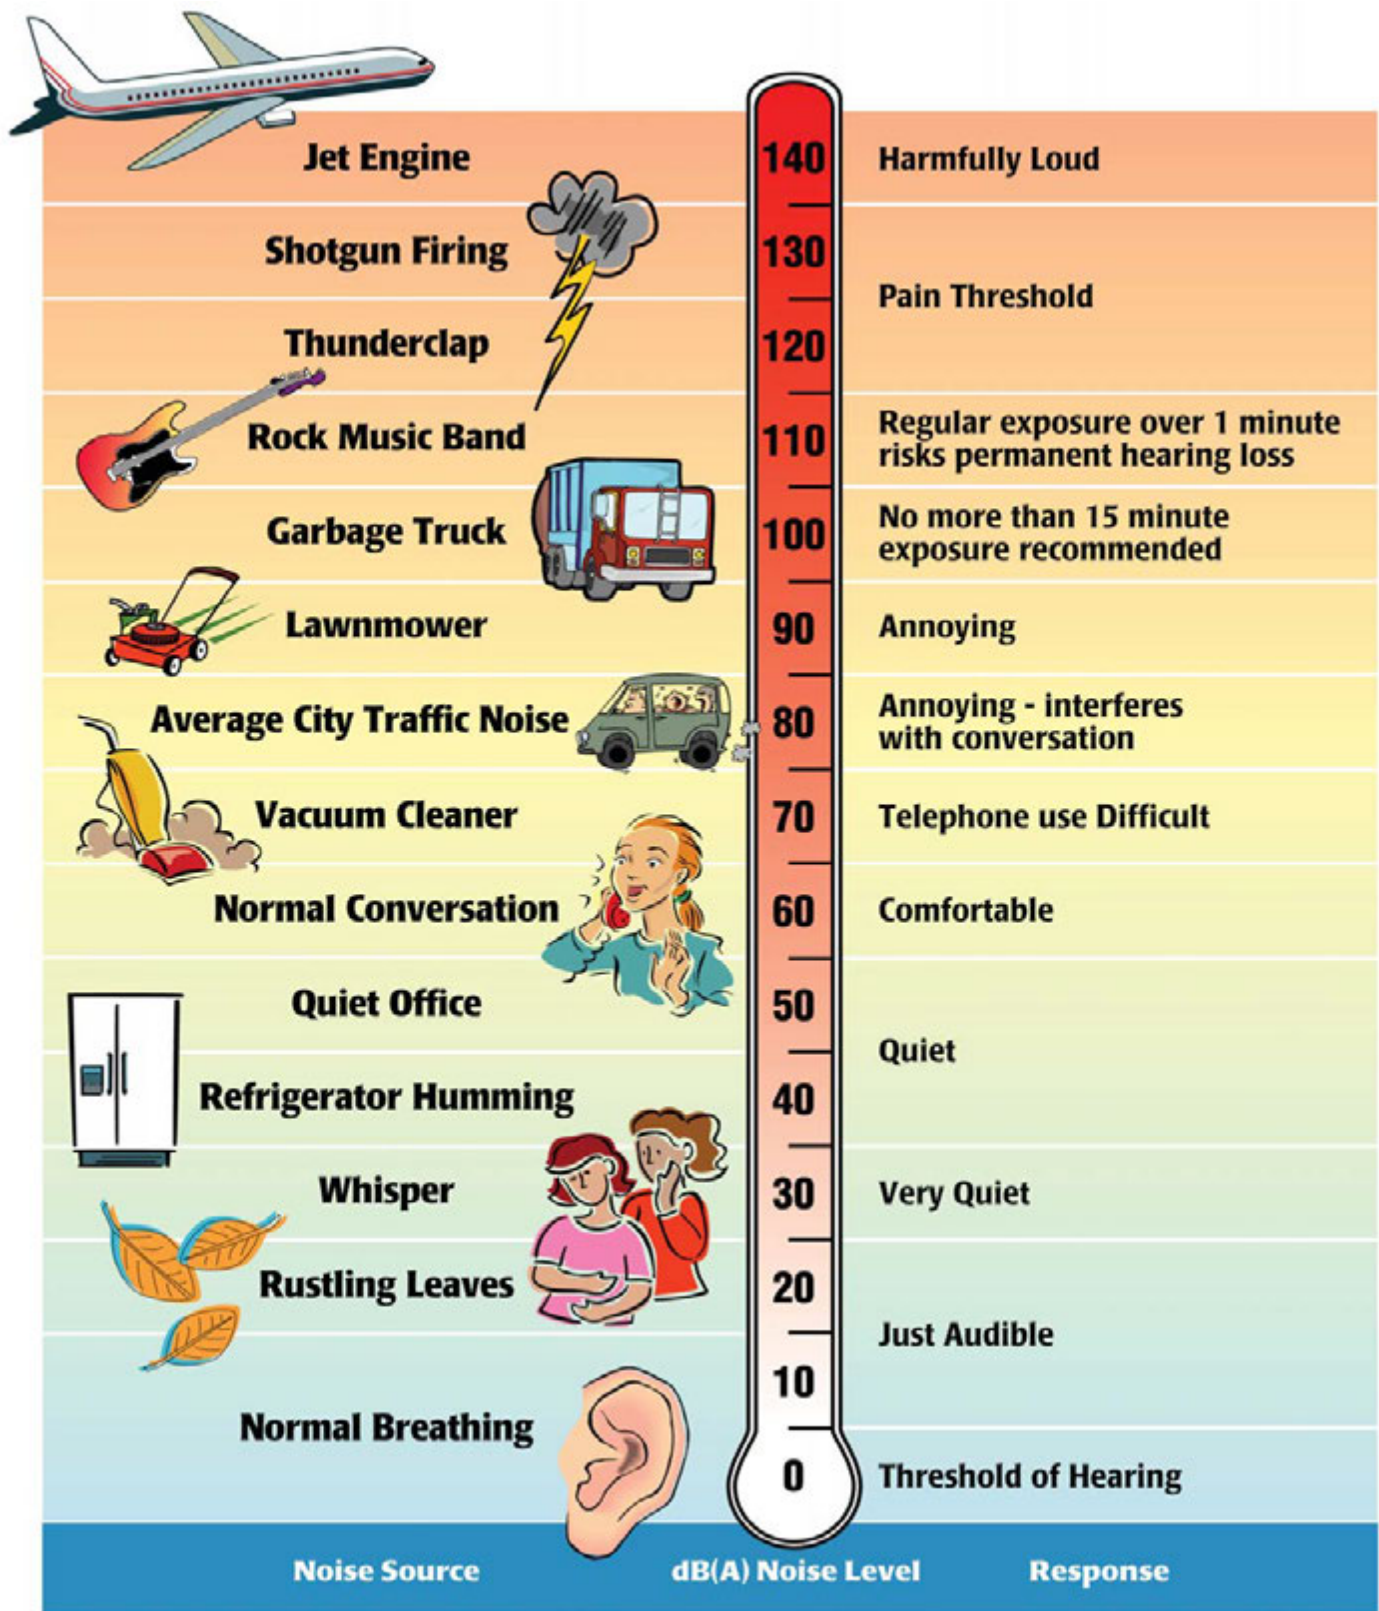 Jet Engine
140
Harmfully Loud
Shotgun Firing
130
Pain Threshold
Thunderclap
120
Rock Music Band
110
Regular exposure over 1 minute
risks permanent hearing loss
Garbage Truck
100
No more than 15 minute
exposure recommended
Lawnmower
90
Annoying
Average City Traffic Noise
80
Annoying - interferes
with conversation
Vacuum Cleaner
70
Telephone use Difficult
Normal Conversation
60
Comfortable
Quiet Office
50
Quiet
Refrigerator Humming
40
Whisper
30
Very Quiet
Rustling Leaves
20
Just Audible
10
Normal Breathing
0
Threshold of Hearing
Noise Source
dB(A) Noise Level
Response